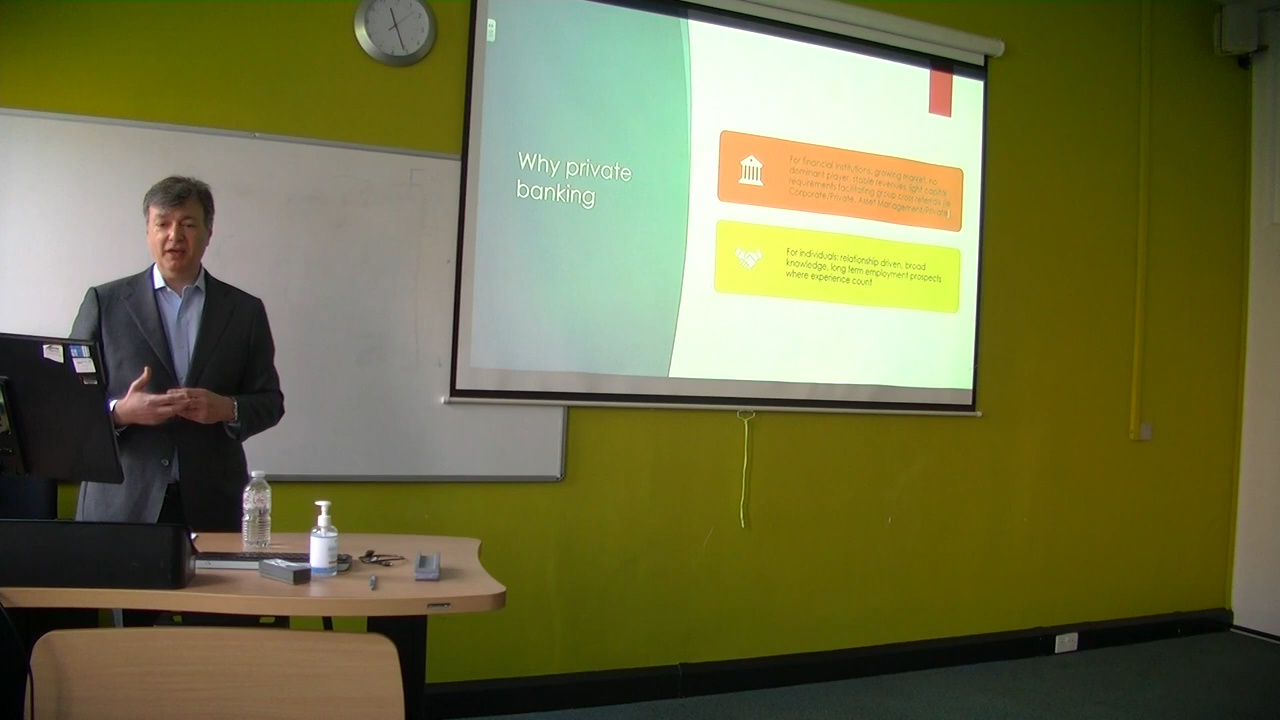 Why private
banking
For financial institutions, growing market, no
dominant player, stable revenues, light capital
requirements facilitating group cross referrals (ie
Corporate/Private, Asset Management/Private)
For individuals: relationship driven, broad
knowledge, long term employment prospects
where experience count